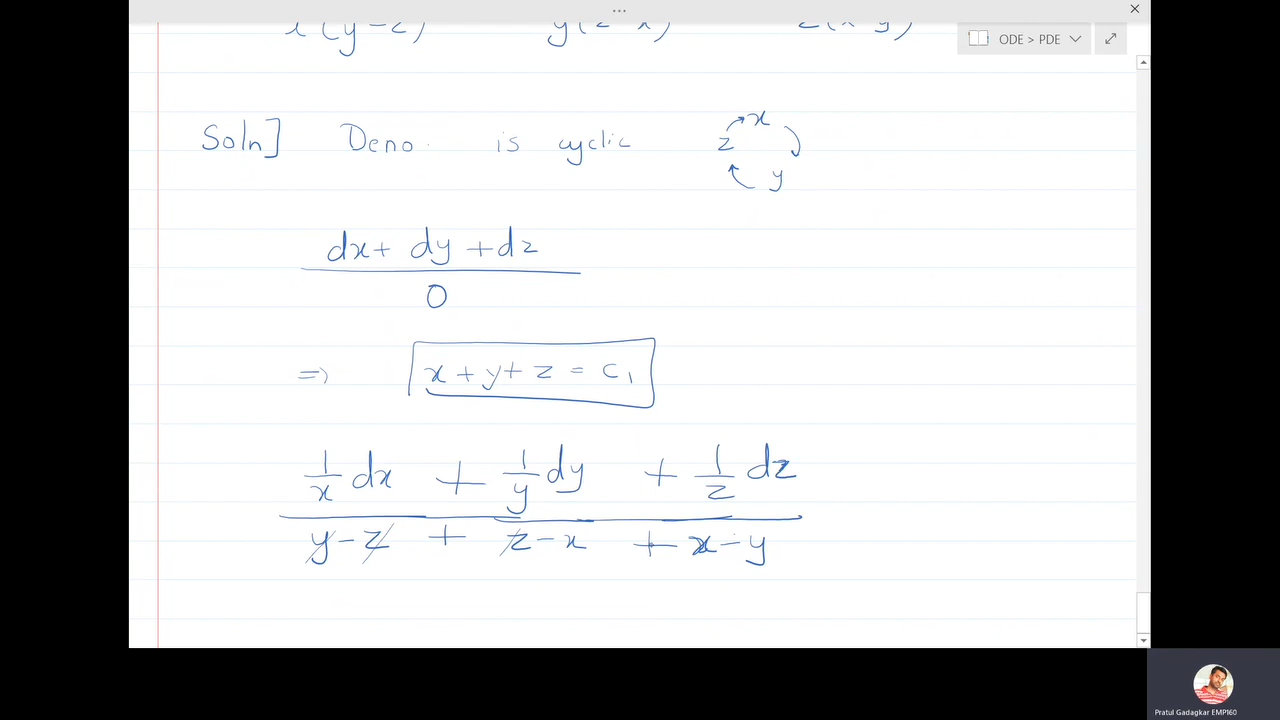 x(y-z) y(z-x) z(x-y)
ODE > PDE
Soln] Deno. is cyclic z x y
dx + dy + dz
0
⇒ x + y + z = c₁
1/x dx + 1/y dy + 1/z dz
y - z + z - x + x - y
Pratul Gadagkar EMP160